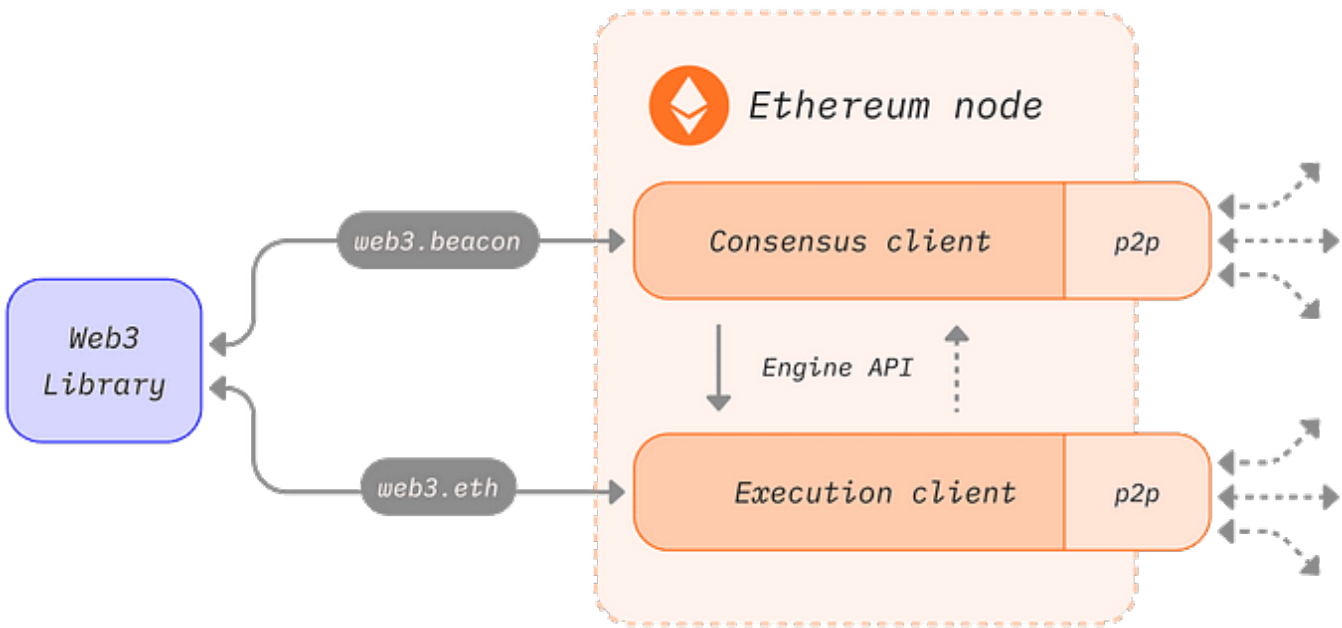 Ethereum node
web3.beacon
Consensus client
p2p
Web3
Library
Engine API
web3.eth
Execution client
p2p